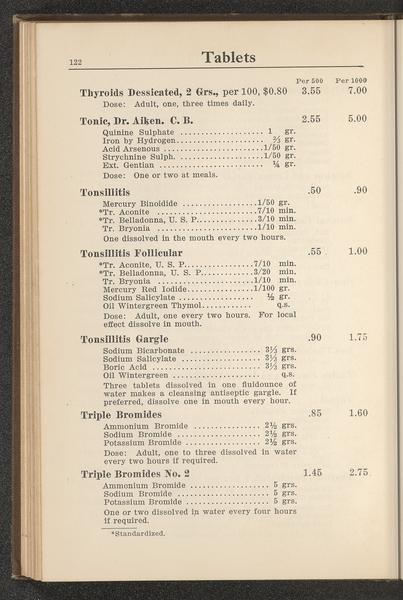 122
Tablets
Per 500 Per 1000
Thyroids Dessicated, 2 Grs., per 100, $0.80 3.55 7.00
Dose: Adult, one, three times daily.
Tonic, Dr. Aiken. C. B. 2.55 5.00
Quinine Sulphate .................... 1 gr.
Iron by Hydrogen..................... ⅔ gr.
Acid Arsenous .......................1/50 gr.
Strychnine Sulph. ....................1/50 gr.
Ext. Gentian ......................... ¼ gr.
Dose: One or two at meals.
Tonsillitis .50 .90
Mercury Binoidide ..................1/50 gr.
*Tr. Aconite ........................7/10 min.
*Tr. Belladonna, U. S. P..............3/10 min.
Tr. Bryonia .........................1/10 min.
One dissolved in the mouth every two hours.
Tonsillitis Follicular .55 1.00
*Tr. Aconite, U. S. P................7/10 min.
*Tr. Belladonna, U. S. P............3/20 min.
Tr. Bryonia .......................1/10 min.
Mercury Red Iodide................1/100 gr.
Sodium Salicylate .................. ½ gr.
Oil Wintergreen Thymol............ q.s.
Dose: Adult, one every two hours. For local
effect dissolve in mouth.
Tonsillitis Gargle .90 1.75
Sodium Bicarbonate ................. 3⅓ grs.
Sodium Salicylate ................... 3⅓ grs.
Boric Acid .......................... 3⅓ grs.
Oil Wintergreen ..................... q.s.
Three tablets dissolved in one fluidounce of
water makes a cleansing antiseptic gargle. If
preferred, dissolve one in mouth every hour.
Triple Bromides .85 1.60
Ammonium Bromide ................ 2½ grs.
Sodium Bromide .................... 2½ grs.
Potassium Bromide .................. 2½ grs.
Dose: Adult, one to three dissolved in water
every two hours if required.
Triple Bromides No. 2 1.45 2.75
Ammonium Bromide ................... 5 grs.
Sodium Bromide ...................... 5 grs.
Potassium Bromide .................... 5 grs.
One or two dissolved in water every four hours
if required.
*Standardized.